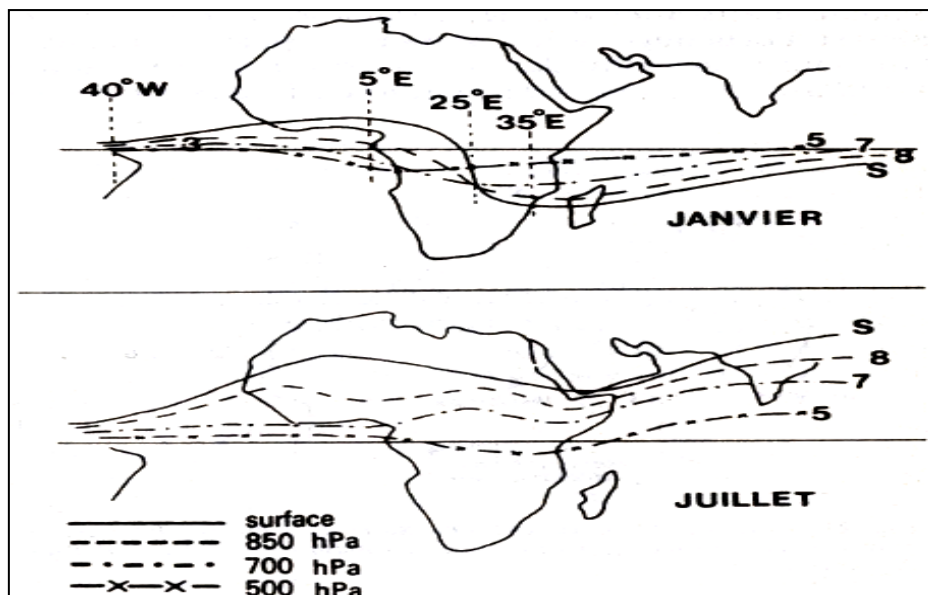 40°W
5°E
25°E
35°E
3
5
7
8
S
JANVIER
S
8
7
5
JUILLET
surface
850 hPa
700 hPa
500 hPa